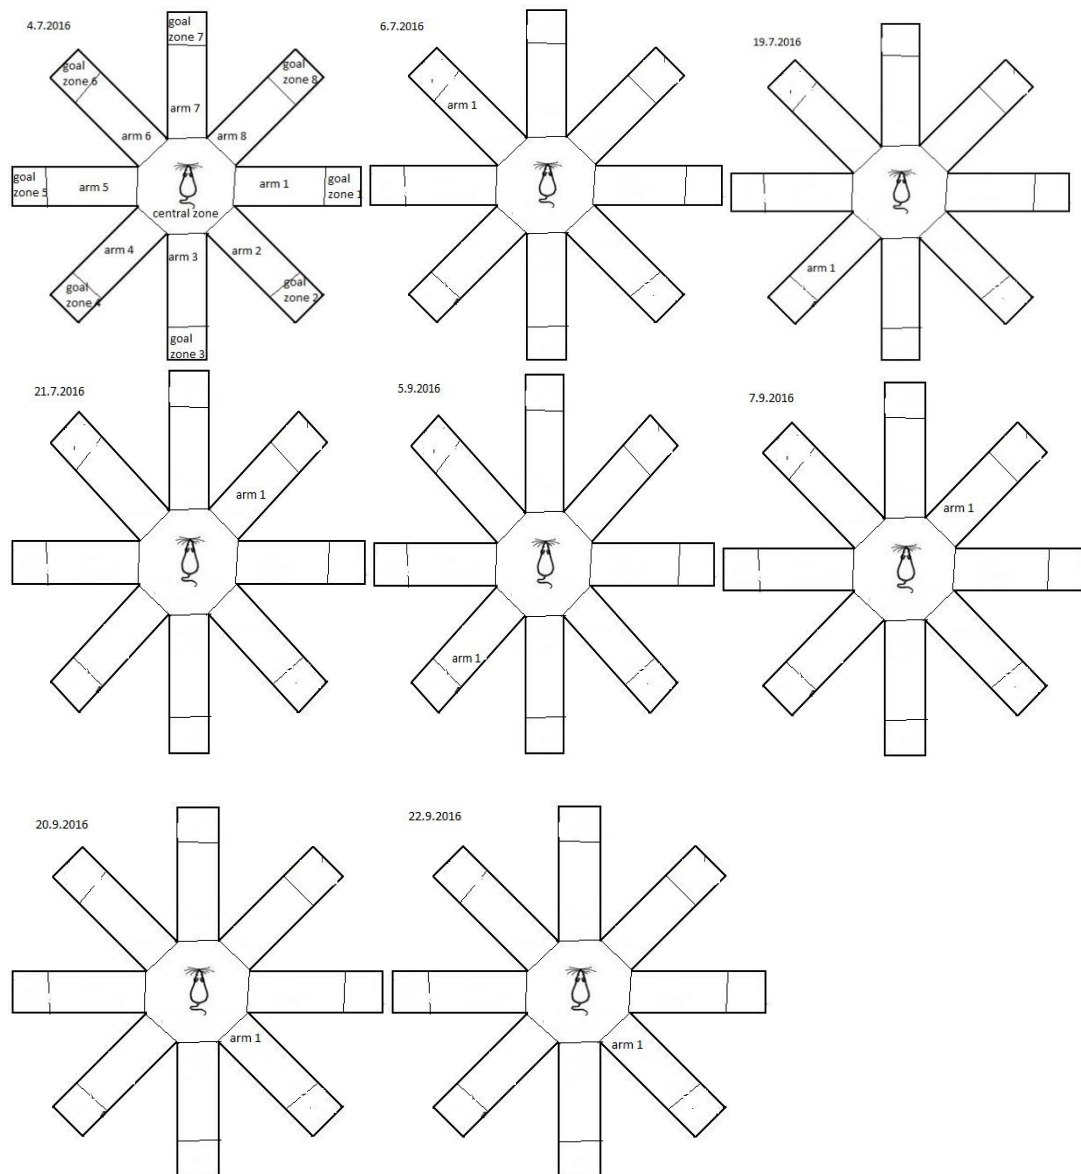 4.7.2016
goal
zone 7
goal
zone 6
goal
zone 8
arm 7
arm 6
arm 8
goal
zone 5
arm 5
arm 1
goal
zone 1
central zone
arm 4
arm 3
arm 2
goal
zone 4
goal
zone 2
goal
zone 3
6.7.2016
arm 1
19.7.2016
arm 1
21.7.2016
arm 1
5.9.2016
arm 1
7.9.2016
arm 1
20.9.2016
arm 1
22.9.2016
arm 1